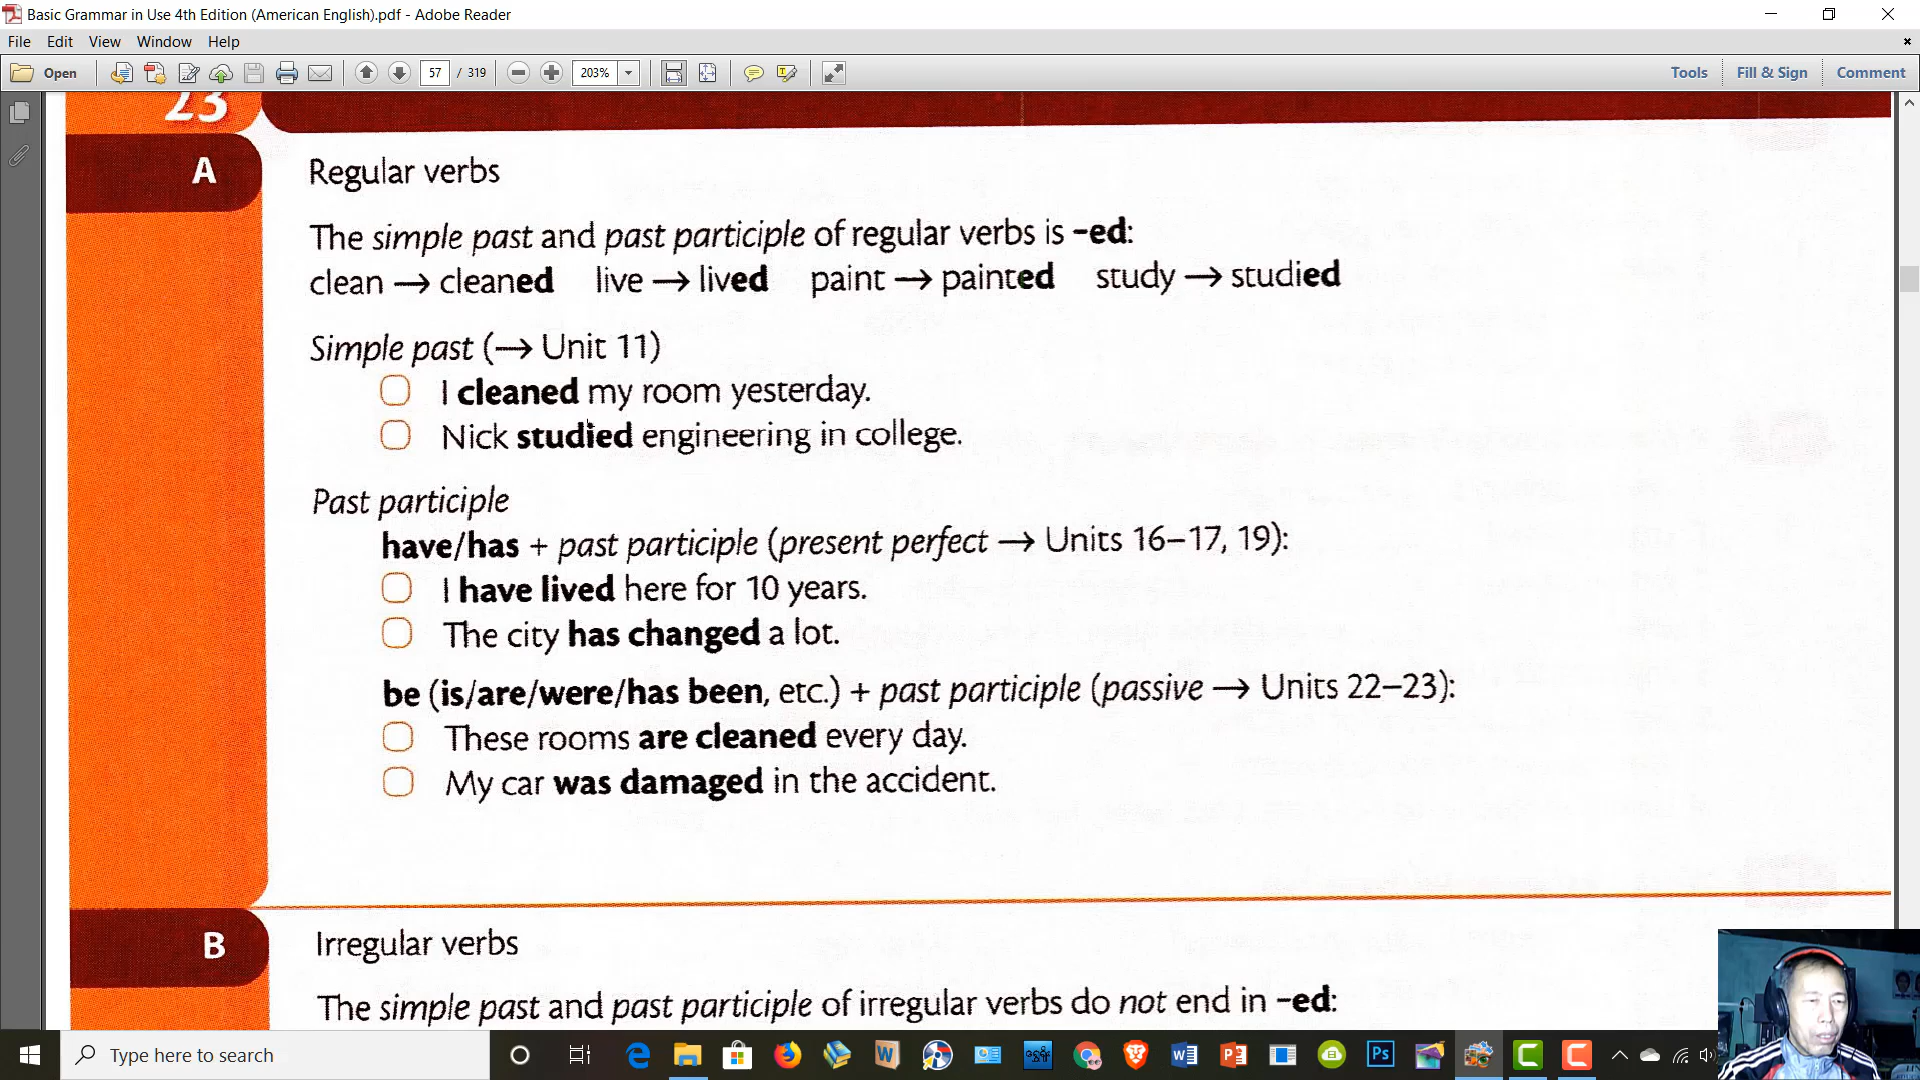 Basic Grammar in Use 4th Edition (American English).pdf - Adobe Reader
File Edit View Window Help
Open 57 / 319 203% Tools Fill & Sign Comment
23
A Regular verbs
The simple past and past participle of regular verbs is -ed:
clean → cleaned live → lived paint → painted study → studied
Simple past (→ Unit 11)
I cleaned my room yesterday.
Nick studied engineering in college.
Past participle
have/has + past participle (present perfect → Units 16–17, 19):
I have lived here for 10 years.
The city has changed a lot.
be (is/are/were/has been, etc.) + past participle (passive → Units 22–23):
These rooms are cleaned every day.
My car was damaged in the accident.
B Irregular verbs
The simple past and past participle of irregular verbs do not end in -ed:
Type here to search